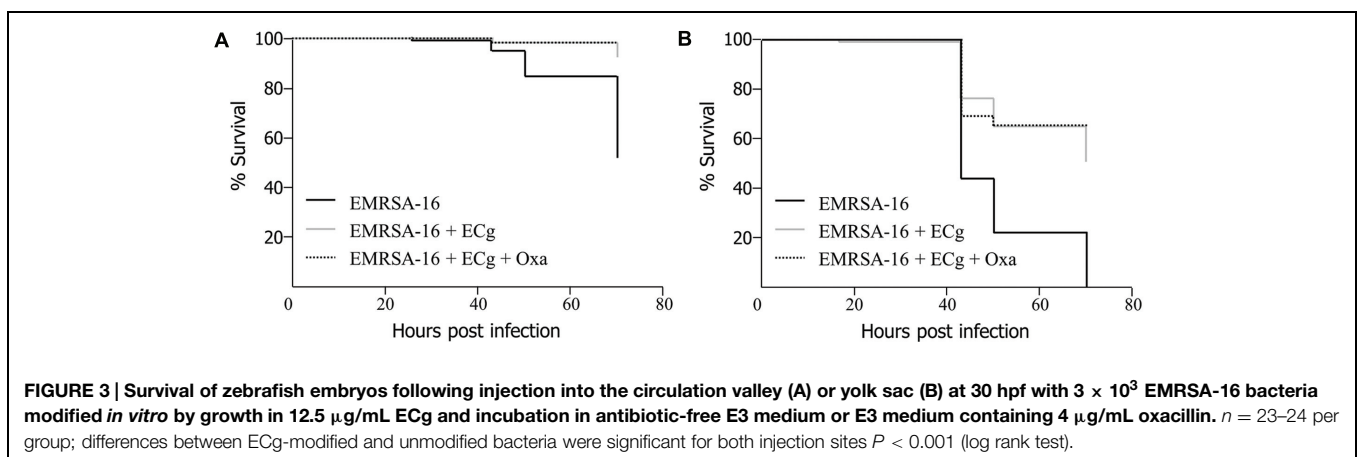 A
100
80
60
40
20
% Survival
EMRSA-16
EMRSA-16 + ECg
EMRSA-16 + ECg + Oxa
0 20 40 60 80
Hours post infection
B
100
80
60
40
20
% Survival
EMRSA-16
EMRSA-16 + ECg
EMRSA-16 + ECg + Oxa
0 20 40 60 80
Hours post infection
FIGURE 3 | Survival of zebrafish embryos following injection into the circulation valley (A) or yolk sac (B) at 30 hpf with 3 × 10³ EMRSA-16 bacteria
modified in vitro by growth in 12.5 μg/mL ECg and incubation in antibiotic-free E3 medium or E3 medium containing 4 μg/mL oxacillin. n = 23–24 per
group; differences between ECg-modified and unmodified bacteria were significant for both injection sites P < 0.001 (log rank test).